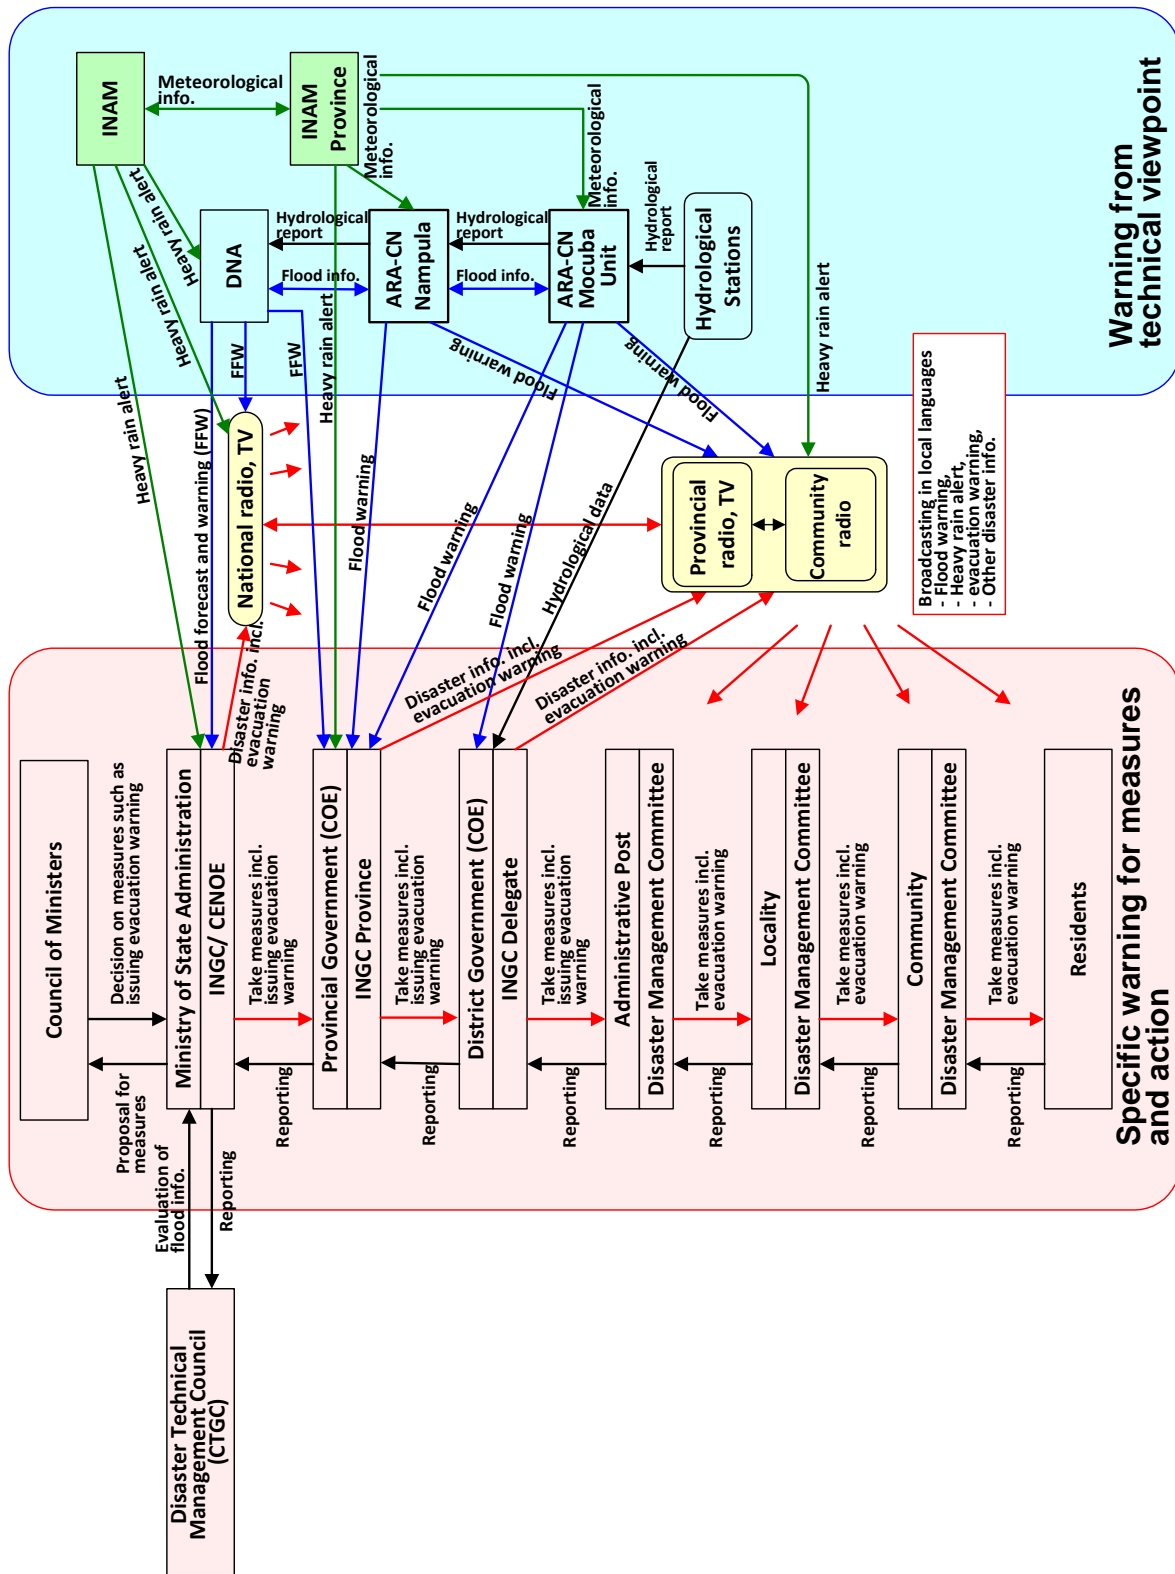 Disaster Technical
Management Council
(CTGC)
Evaluation of
flood info.
Reporting
Council of Ministers
Proposal for
measures
Decision on measures such as
issuing evacuation warning
Ministry of State Administration
INGC/ CENOE
Reporting
Take measures incl.
issuing evacuation
warning
Provincial Government (COE)
INGC Province
Reporting
Take measures incl.
issuing evacuation
warning
District Government (COE)
INGC Delegate
Reporting
Take measures incl.
issuing evacuation
warning
Administrative Post
Disaster Management Committee
Reporting
Take measures incl.
evacuation warning
Locality
Disaster Management Committee
Reporting
Take measures incl.
evacuation warning
Community
Disaster Management Committee
Reporting
Take measures incl.
evacuation warning
Residents
Specific warning for measures
and action
Heavy rain alert
Flood forecast and warning (FFW)
Disaster info. incl.
evacuation
warning
National radio, TV
Heavy rain alert
Heavy rain alert
FFW
FFW
Heavy rain alert
Flood warning
Flood warning
Flood warning
Hydrological data
Flood warning
Flood warning
Disaster info. incl.
evacuation warning
Disaster info. incl.
evacuation warning
Provincial
radio, TV
Community
radio
Heavy rain alert
Broadcasting in local languages
- Flood warning,
- Heavy rain alert,
- evacuation warning,
- Other disaster info.
INAM
Meteorological
info.
INAM
Province
Meteorological
info.
Meteorological
info.
DNA
Hydrological
report
Flood info.
ARA-CN
Nampula
Hydrological
report
Flood info.
ARA-CN
Mocuba
Unit
Hydrological
report
Hydrological
Stations
Warning from
technical viewpoint